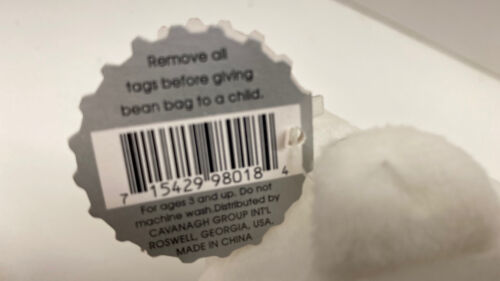 Remove all
tags before giving
bean bag to a child.
7 15429 98018 4
For ages 3 and up. Do not
machine wash.Distributed by
CAVANAGH GROUP INT'L
ROSWELL, GEORGIA, USA.
MADE IN CHINA